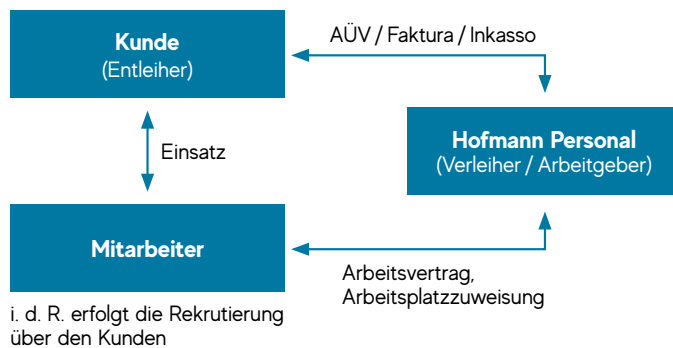 Kunde
(Entleiher)
AÜV / Faktura / Inkasso
Einsatz
Hofmann Personal
(Verleiher / Arbeitgeber)
Mitarbeiter
Arbeitsvertrag,
Arbeitsplatzzuweisung
i. d. R. erfolgt die Rekrutierung
über den Kunden